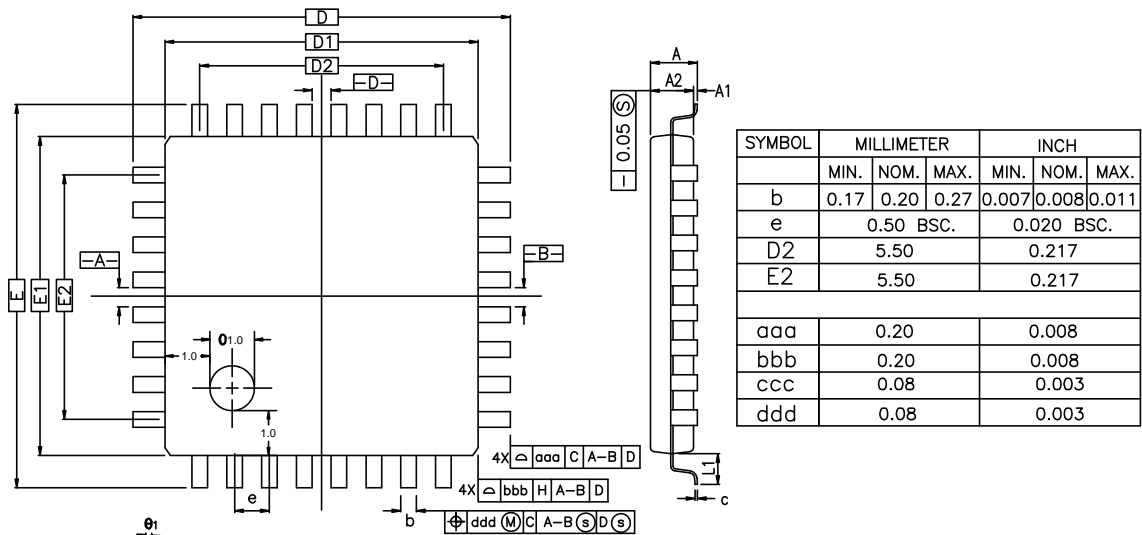 D
D1
D2
-D-
A
A2
A1
0.05 S
E
E1
E2
-A-
-B-
01.0
1.0
1.0
4X aaa C A-B D
4X bbb H A-B D
ddd M C A-B S D S
e
b
L1
c
θ1
SYMBOL MILLIMETER INCH
MIN. NOM. MAX. MIN. NOM. MAX.
b 0.17 0.20 0.27 0.007 0.008 0.011
e 0.50 BSC. 0.020 BSC.
D2 5.50 0.217
E2 5.50 0.217
aaa 0.20 0.008
bbb 0.20 0.008
ccc 0.08 0.003
ddd 0.08 0.003